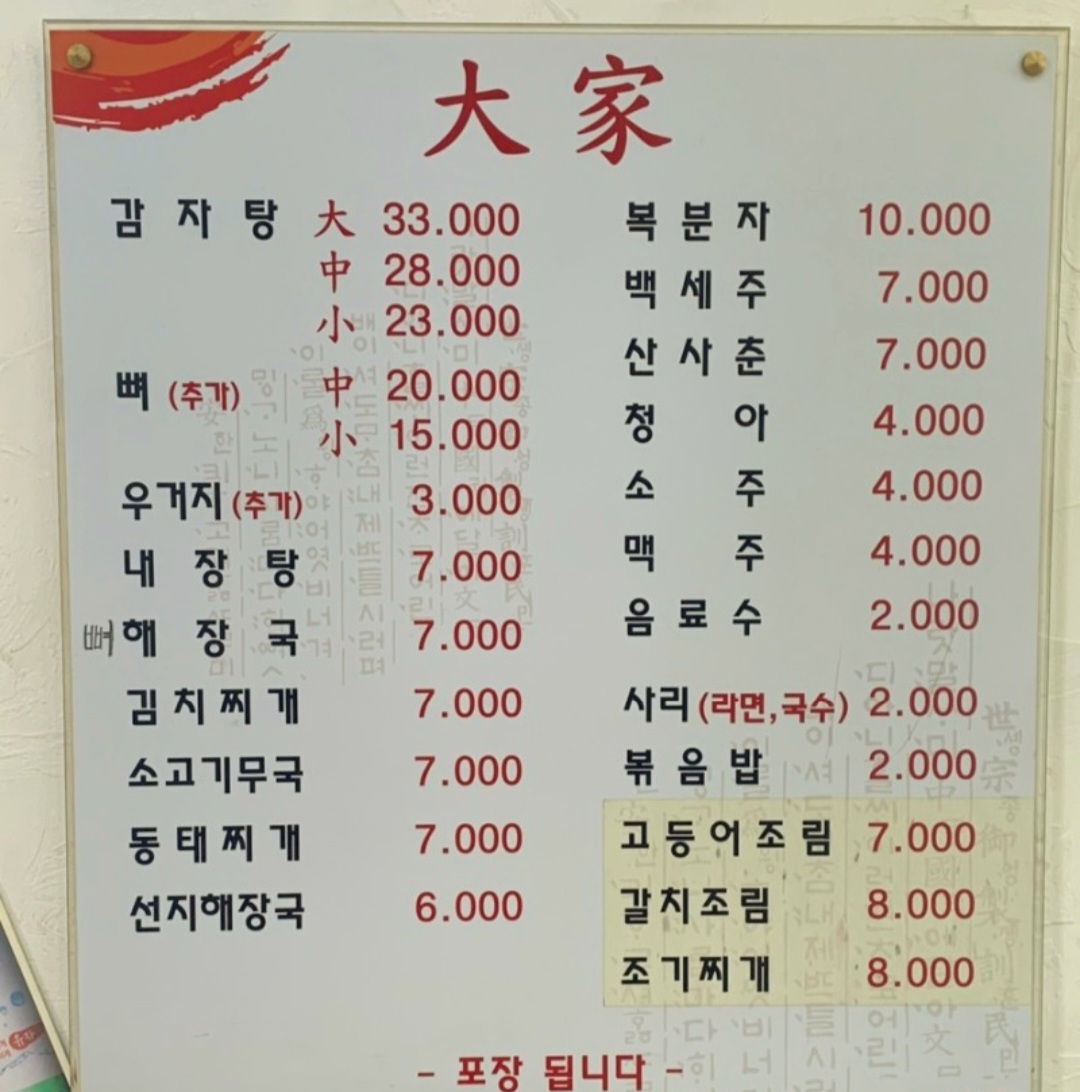 大家
감자탕 大 33.000
中 28.000
小 23.000
뼈 (추가) 中 20.000
小 15.000
우거지 (추가) 3.000
내장탕 7.000
뼈해장국 7.000
김치찌개 7.000
소고기무국 7.000
동태찌개 7.000
선지해장국 6.000
복분자 10.000
백세주 7.000
산사춘 7.000
청아 4.000
소주 4.000
맥주 4.000
음료수 2.000
사리 (라면,국수) 2.000
볶음밥 2.000
고등어조림 7.000
갈치조림 8.000
조기찌개 8.000
- 포장 됩니다 -